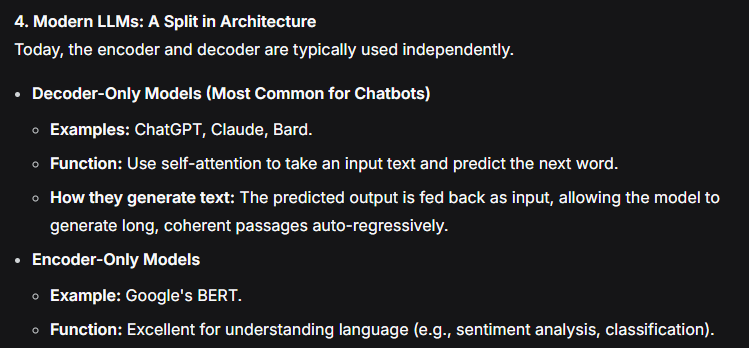 4. Modern LLMs: A Split in Architecture
Today, the encoder and decoder are typically used independently.
• Decoder-Only Models (Most Common for Chatbots)
◦ Examples: ChatGPT, Claude, Bard.
◦ Function: Use self-attention to take an input text and predict the next word.
◦ How they generate text: The predicted output is fed back as input, allowing the model to
generate long, coherent passages auto-regressively.
• Encoder-Only Models
◦ Example: Google's BERT.
◦ Function: Excellent for understanding language (e.g., sentiment analysis, classification).